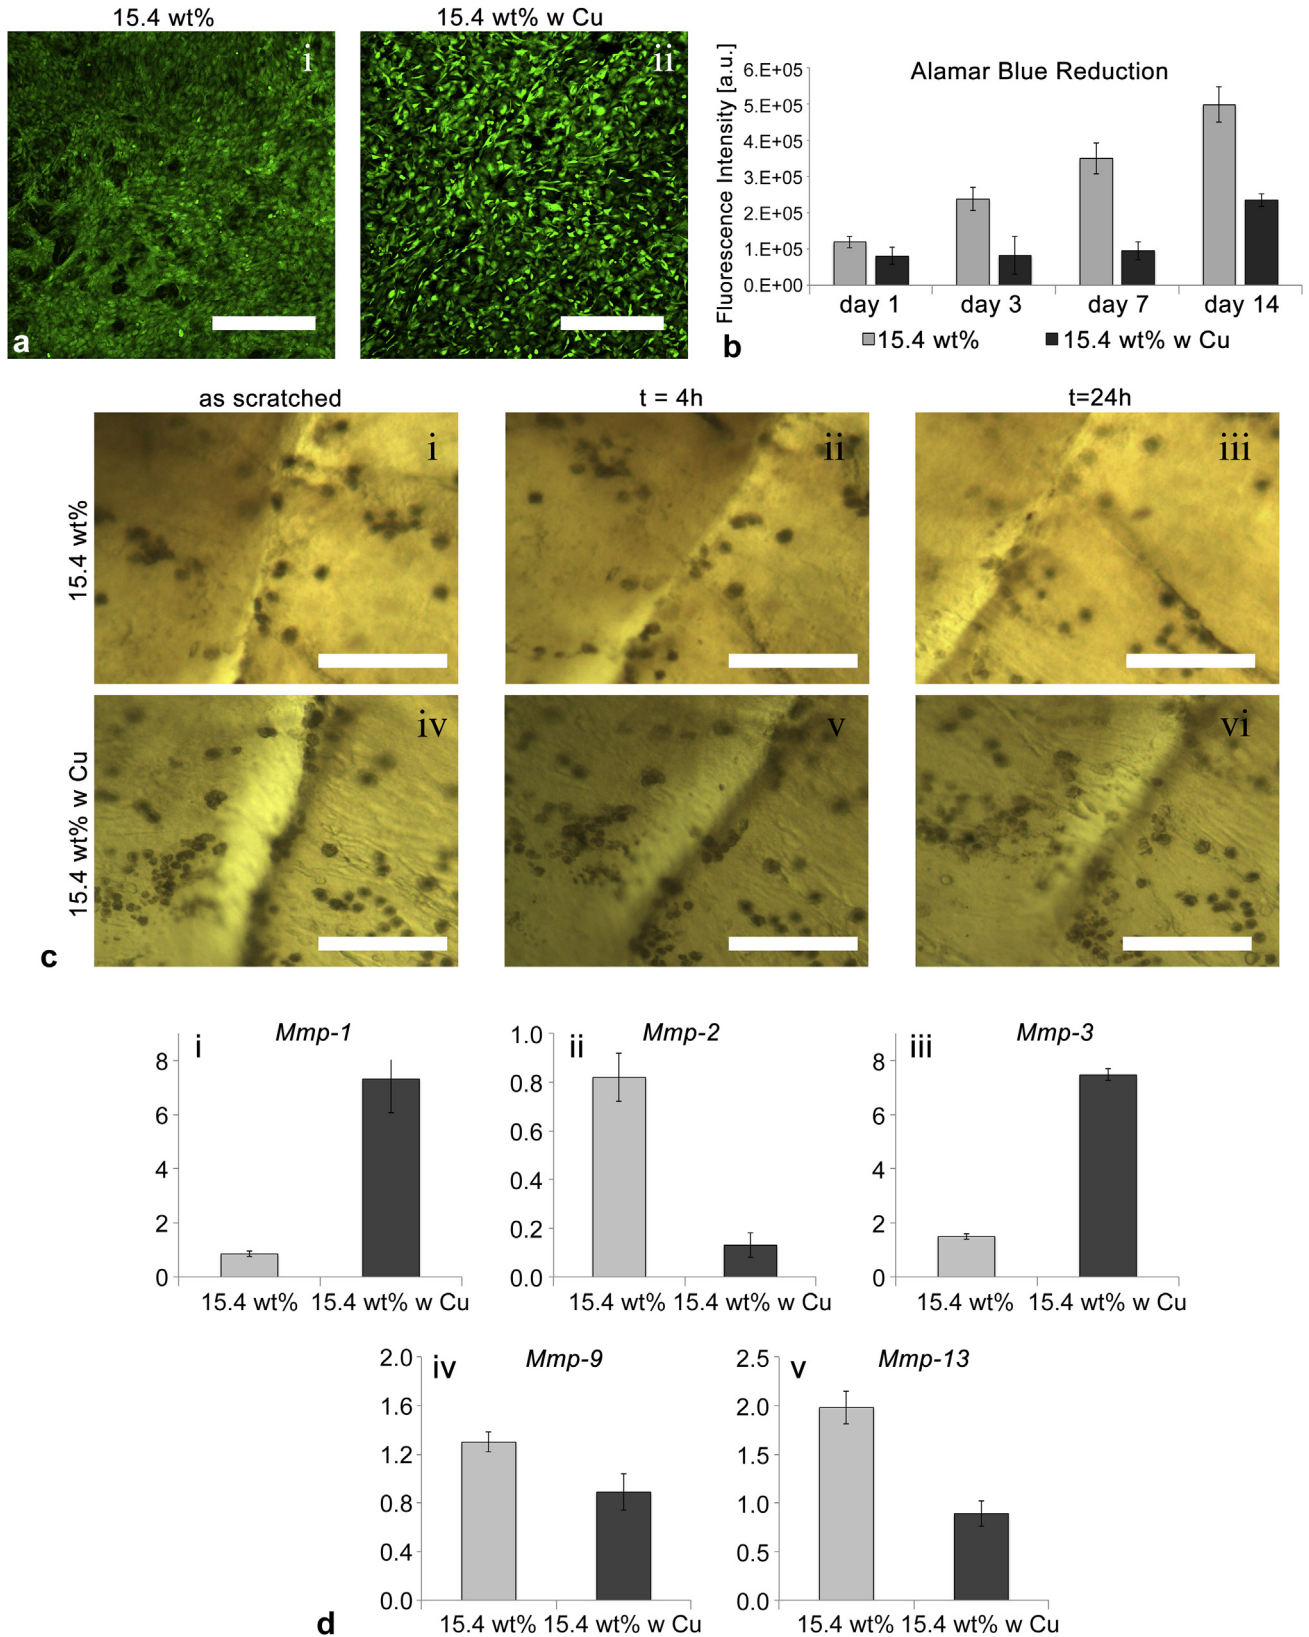 15.4 wt%
15.4 wt% w Cu
i
ii
a
Alamar Blue Reduction
Fluorescence Intensity [a.u.]
6.E+05
5.E+05
4.E+05
3.E+05
2.E+05
1.E+05
0.E+00
day 1
day 3
day 7
day 14
15.4 wt%
15.4 wt% w Cu
b
as scratched
t = 4h
t=24h
15.4 wt%
i
ii
iii
15.4 wt% w Cu
iv
v
vi
c
i
Mmp-1
8
6
4
2
0
15.4 wt%
15.4 wt% w Cu
ii
Mmp-2
1.0
0.8
0.6
0.4
0.2
0.0
15.4 wt%
15.4 wt% w Cu
iii
Mmp-3
8
6
4
2
0
15.4 wt%
15.4 wt% w Cu
iv
Mmp-9
2.0
1.6
1.2
0.8
0.4
0.0
15.4 wt%
15.4 wt% w Cu
v
Mmp-13
2.5
2.0
1.5
1.0
0.5
0.0
15.4 wt%
15.4 wt% w Cu
d